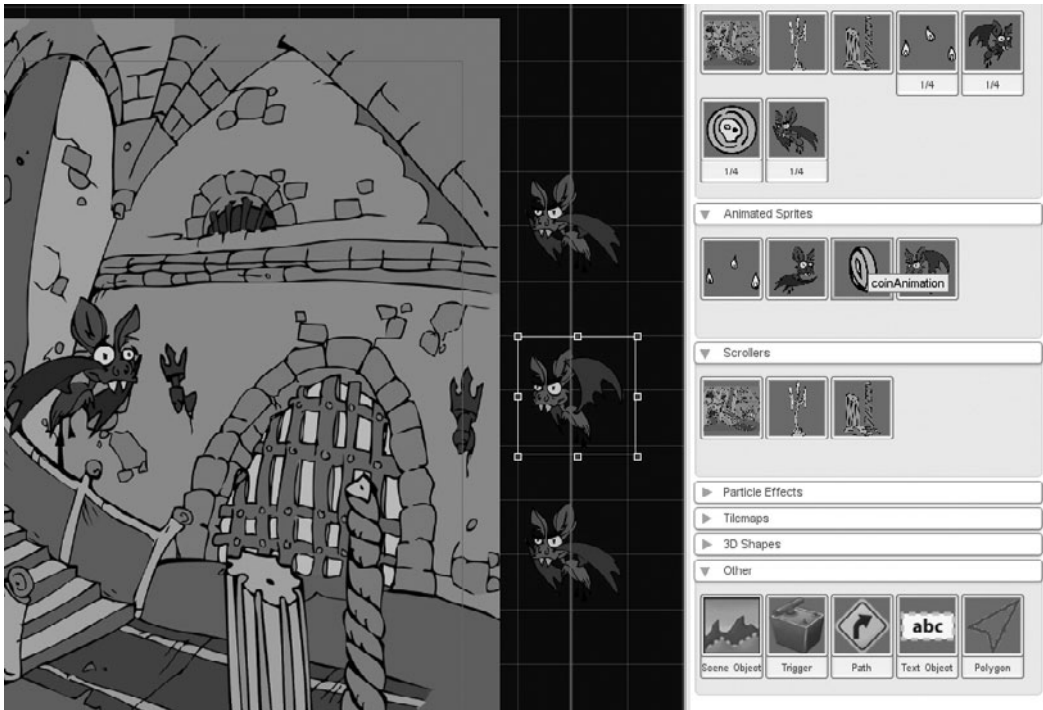 1/4 1/4
1/4 1/4
Animated Sprites
coinAnimation
Scrollers
Particle Effects
Tilemaps
3D Shapes
Other
abc
Scene Object Trigger Path Text Object Polygon